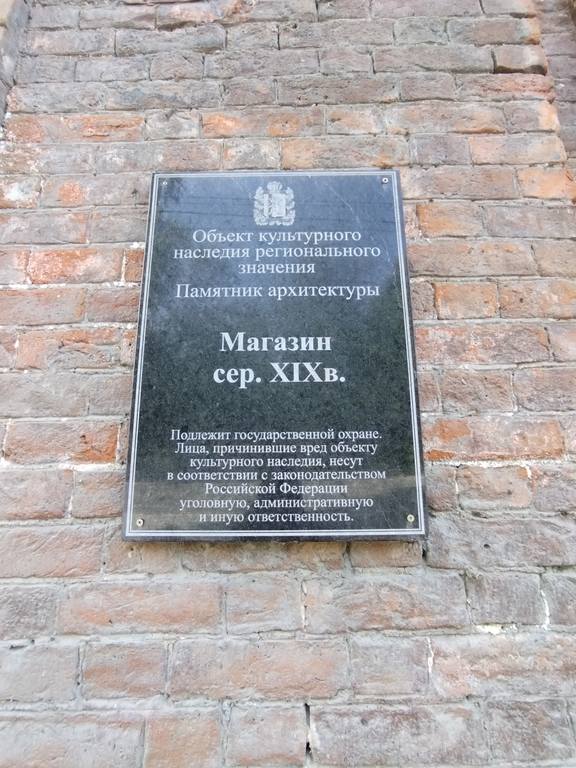 Объект культурного
наследия регионального
значения
Памятник архитектуры
Магазин
сер. XIXв.
Подлежит государственной охране.
Лица, причинившие вред объекту
культурного наследия, несут
в соответствии с законодательством
Российской Федерации
уголовную, административную
и иную ответственность.